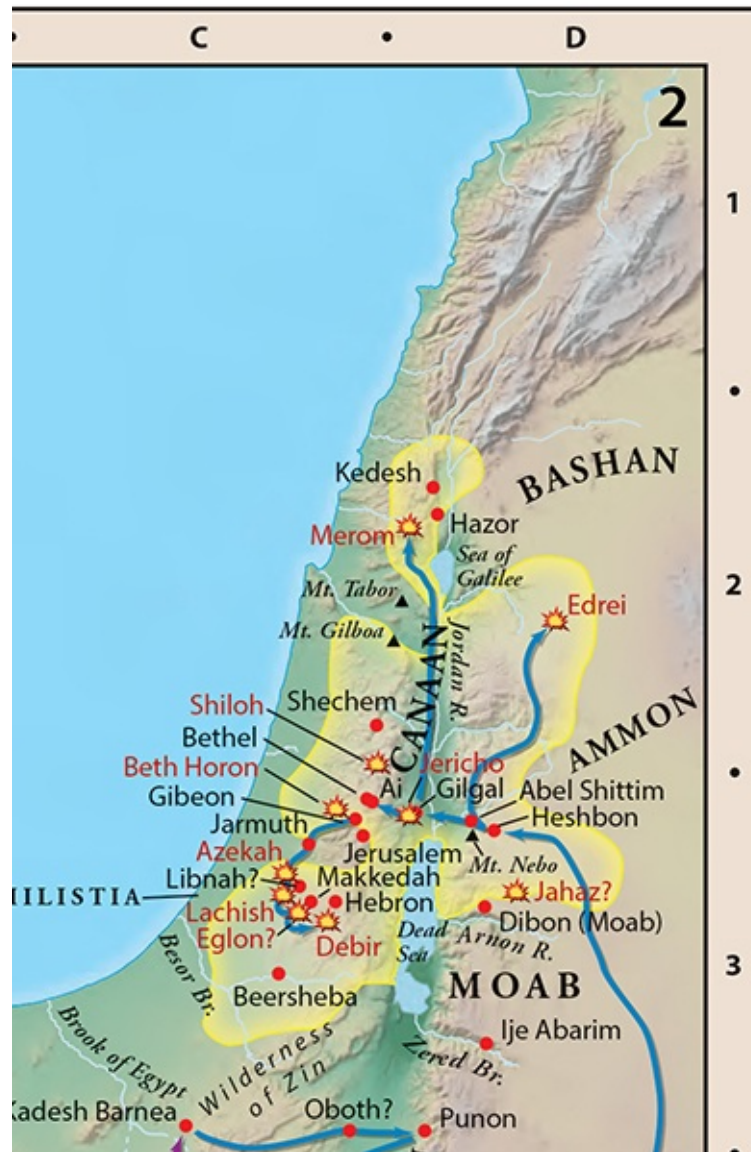 C
D
2
1
BASHAN
Kedesh
Hazor
Merom
Sea of
Galilee
2
Mt. Tabor
Edrei
Mt. Gilboa
CANAAN
Jordan R.
Shiloh
Shechem
AMMON
Bethel
Beth Horon
Jericho
Ai
Gilgal
Abel Shittim
Gibeon
Heshbon
Jarmuth
Azekah
Jerusalem
Mt. Nebo
Libnah?
Makkedah
HILISTIA
Jahaz?
Hebron
Lachish
Dibon (Moab)
Eglon?
Debir
Dead
Sea
Arnon R.
3
Besor Br.
MOAB
Beersheba
Brook of Egypt
Wilderness
of Zin
Ije Abarim
Zered Br.
Kadesh Barnea
Oboth?
Punon